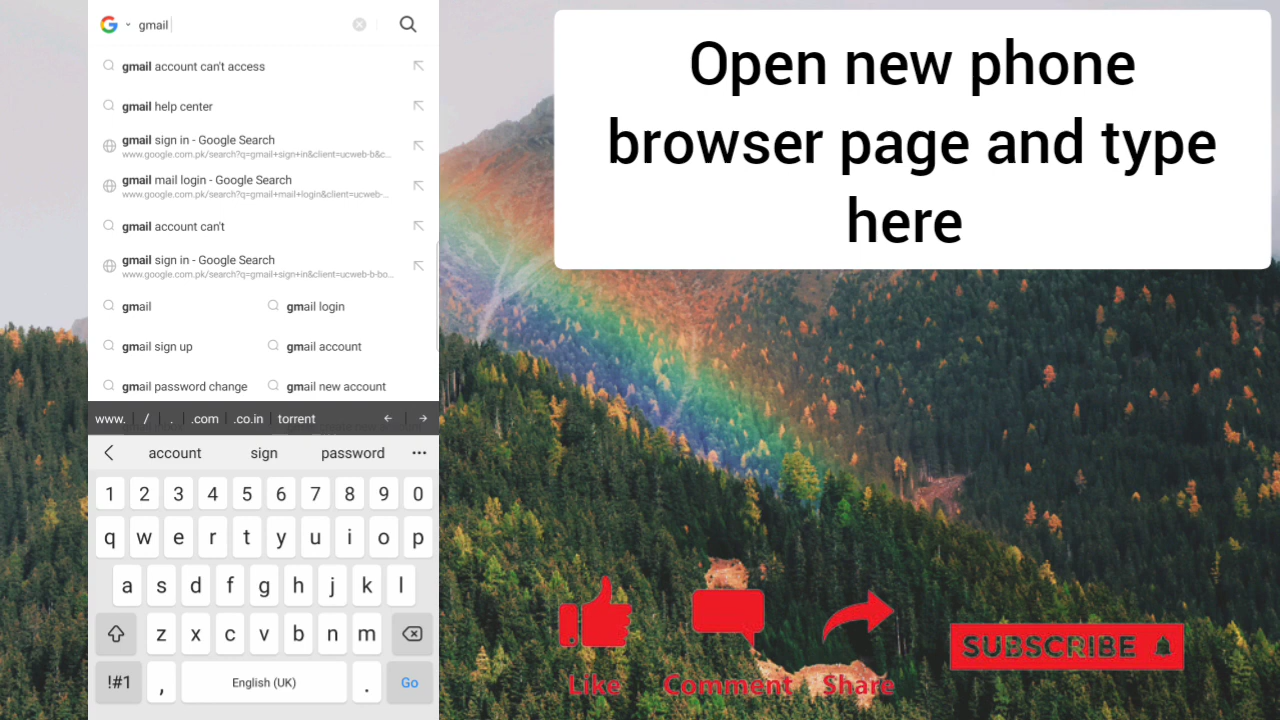 gmail
gmail account can't access
gmail help center
gmail sign in - Google Search
www.google.com.pk/search?q=gmail+sign+in&client=ucweb-b&c...
gmail mail login - Google Search
www.google.com.pk/search?q=gmail+mail+login&client=ucweb-...
gmail account can't
gmail sign in - Google Search
www.google.com.pk/search?q=gmail+sign+in&client=ucweb-b-bo...
gmail gmail login
gmail sign up gmail account
gmail password change gmail new account
www. / . .com .co.in torrent
account sign password
1 2 3 4 5 6 7 8 9 0
q w e r t y u i o p
a s d f g h j k l
z x c v b n m
!#1 , English (UK) . Go
Open new phone
browser page and type
here
Like Comment Share
SUBSCRIBE